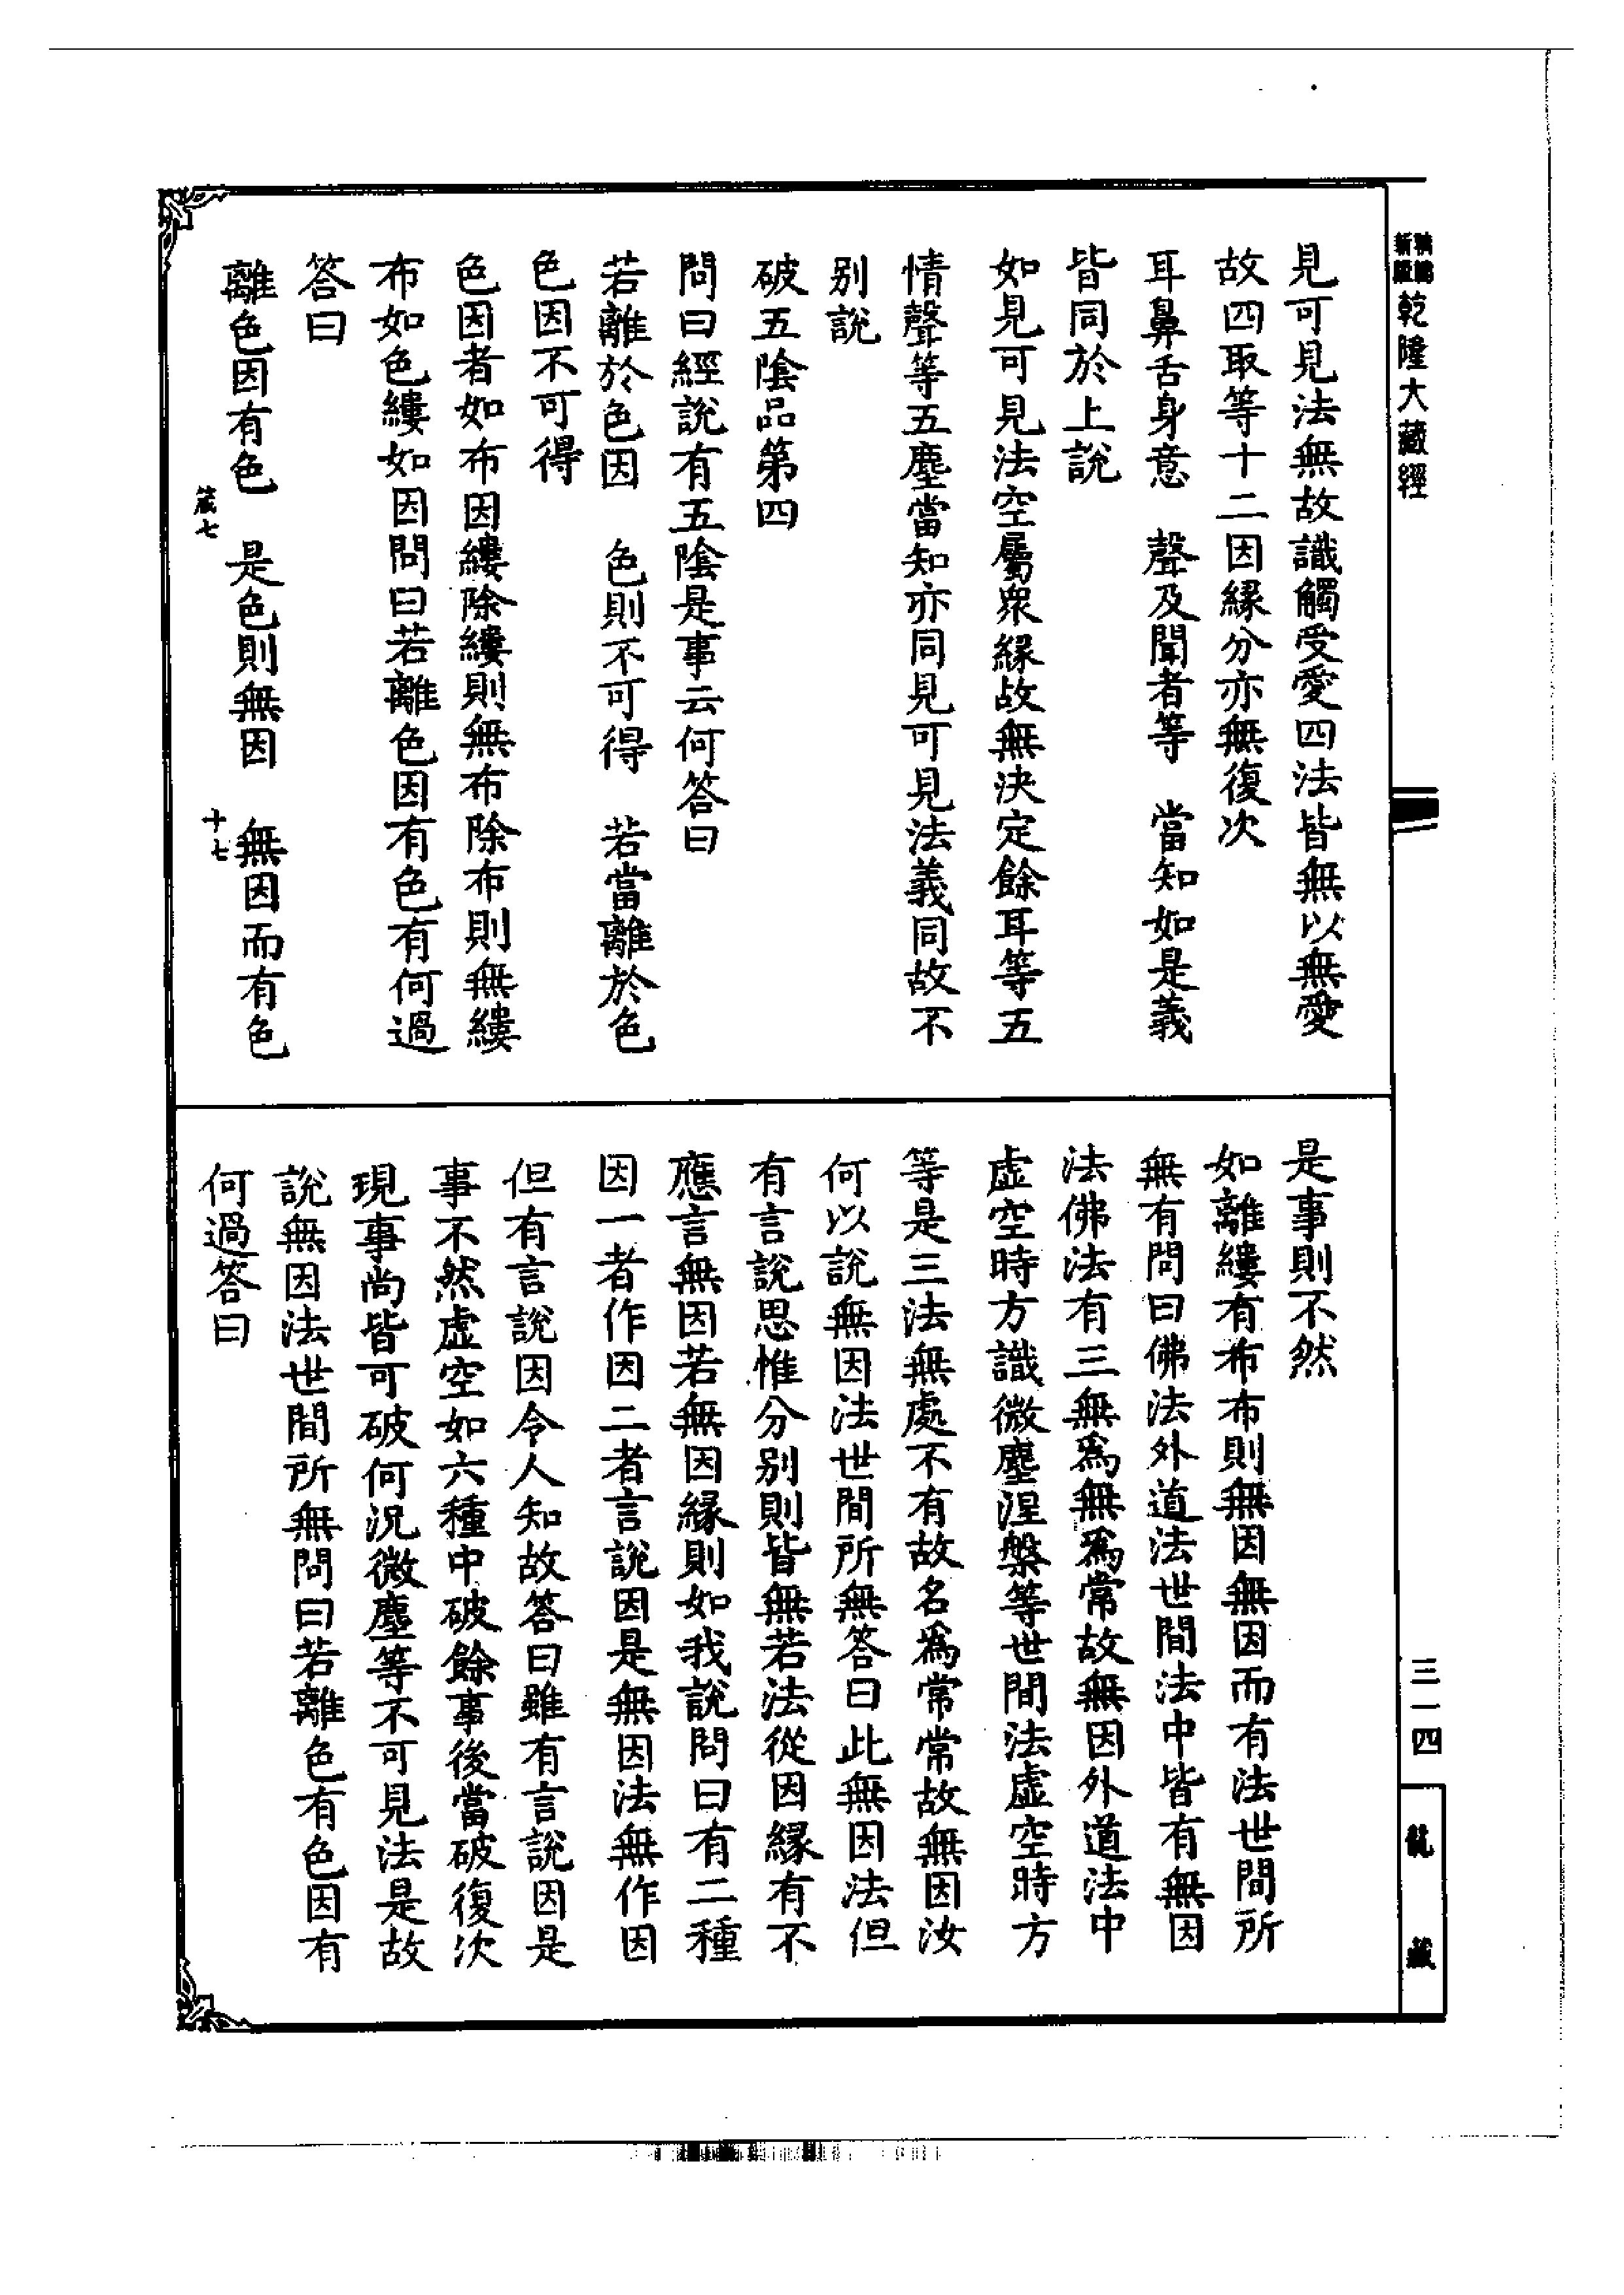 新編縮版
乾隆大藏經
三一四
龍藏
見可見法無故識觸受愛四法皆無以無愛
故四取等十二因緣分亦無復次
耳鼻舌身意　聲及聞者等　當知如是義
皆同於上說
如見可見法空屬衆緣故無決定餘耳等五
情聲等五塵當知亦同見可見法義同故不
別說
破五陰品第四
問曰經說有五陰是事云何答曰
若離於色因　色則不可得　若當離於色
色因不可得
色因者如布因縷除縷則無布除布則無縷
布如色縷如因問曰若離色因有色有何過
答曰
離色因有色　是色則無因　無因而有色
箴七　十七
是事則不然
如離縷有布布則無因無因而有法世間所
無有問曰佛法外道法世間法中皆有無因
法佛法有三無爲無爲常故無因外道法中
虛空時方識微塵涅槃等世間法虛空時方
等是三法無處不有故名爲常常故無因汝
何以說無因法世間所無答曰此無因法但
有言說思惟分別則皆無若法從因緣有不
應言無因若無因緣則如我說問曰有二種
因一者作因二者言說因是無因法無作因
但有言說因令人知故答曰雖有言說因是
事不然虛空如六種中破餘事後當破復次
現事尚皆可破何況微塵等不可見法是故
說無因法世間所無問曰若離色有色因有
何過答曰